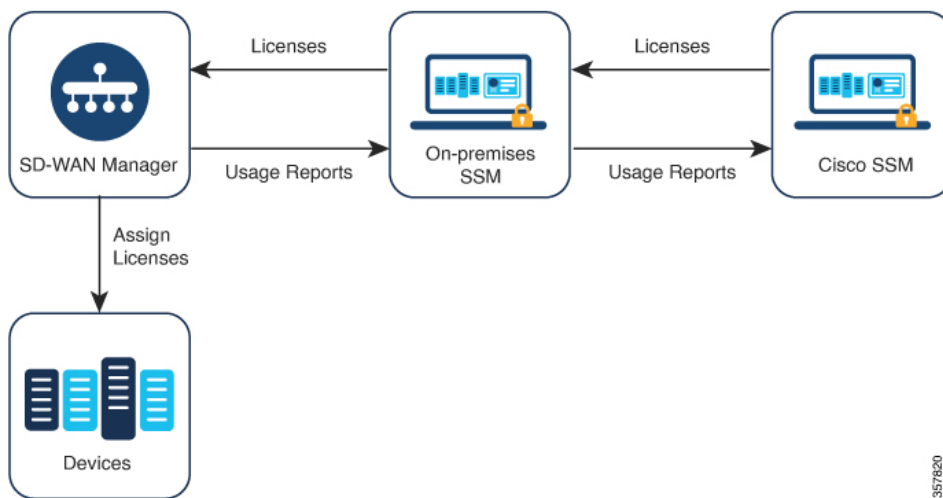 Licenses
Licenses
SD-WAN Manager
Usage Reports
On-premises
SSM
Usage Reports
Cisco SSM
Assign
Licenses
Devices
357820